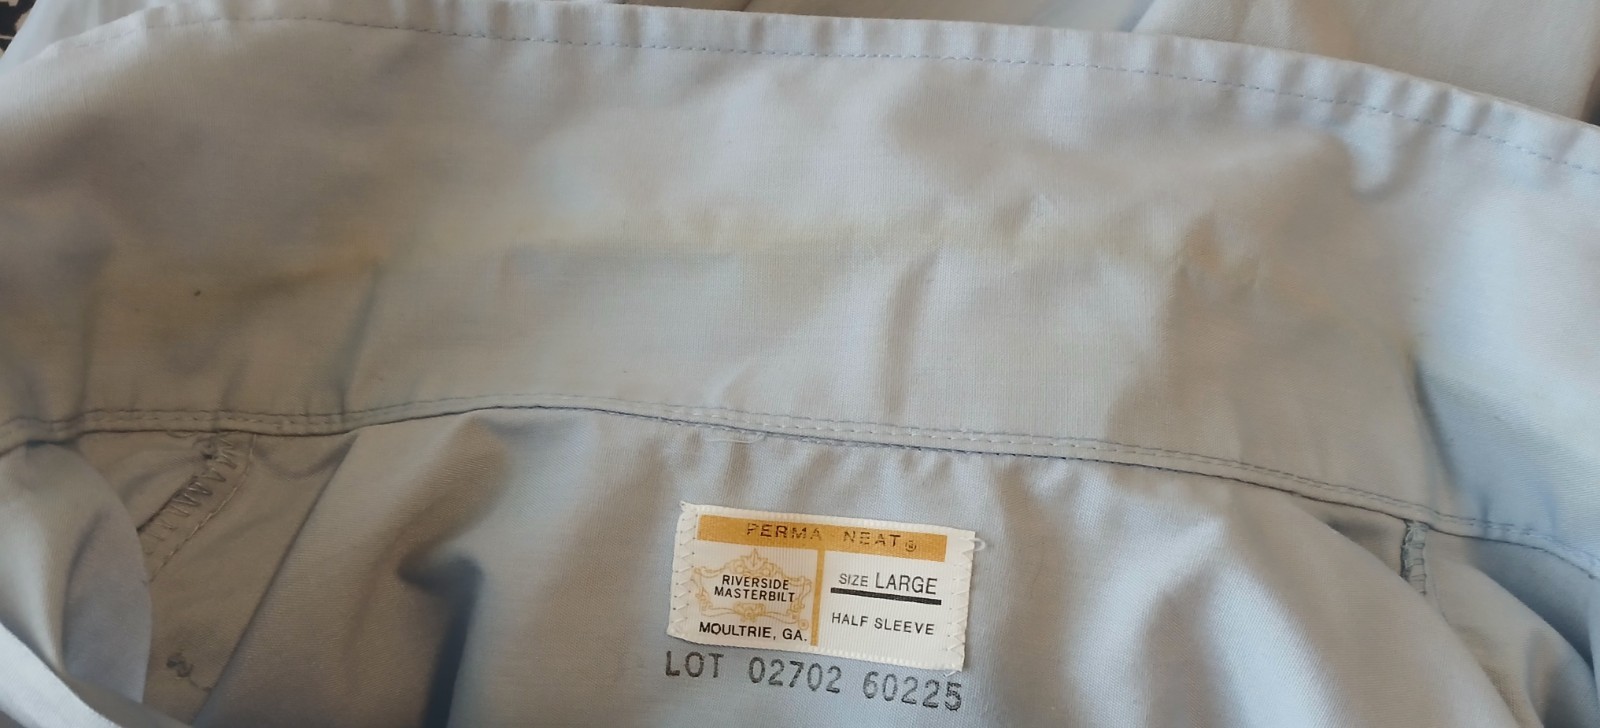 PERMA NEAT®
RIVERSIDE
MASTERBILT®
MOULTRIE, GA.
SIZE LARGE
HALF SLEEVE
LOT 02702 60225